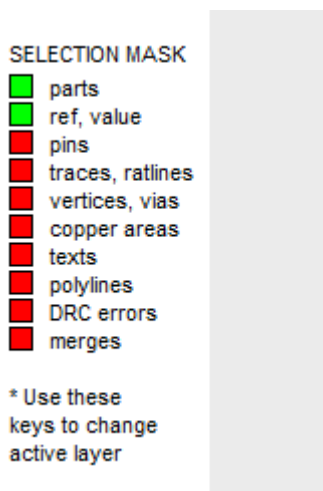 SELECTION MASK
parts
ref, value
pins
traces, ratlines
vertices, vias
copper areas
texts
polylines
DRC errors
merges
* Use these
keys to change
active layer